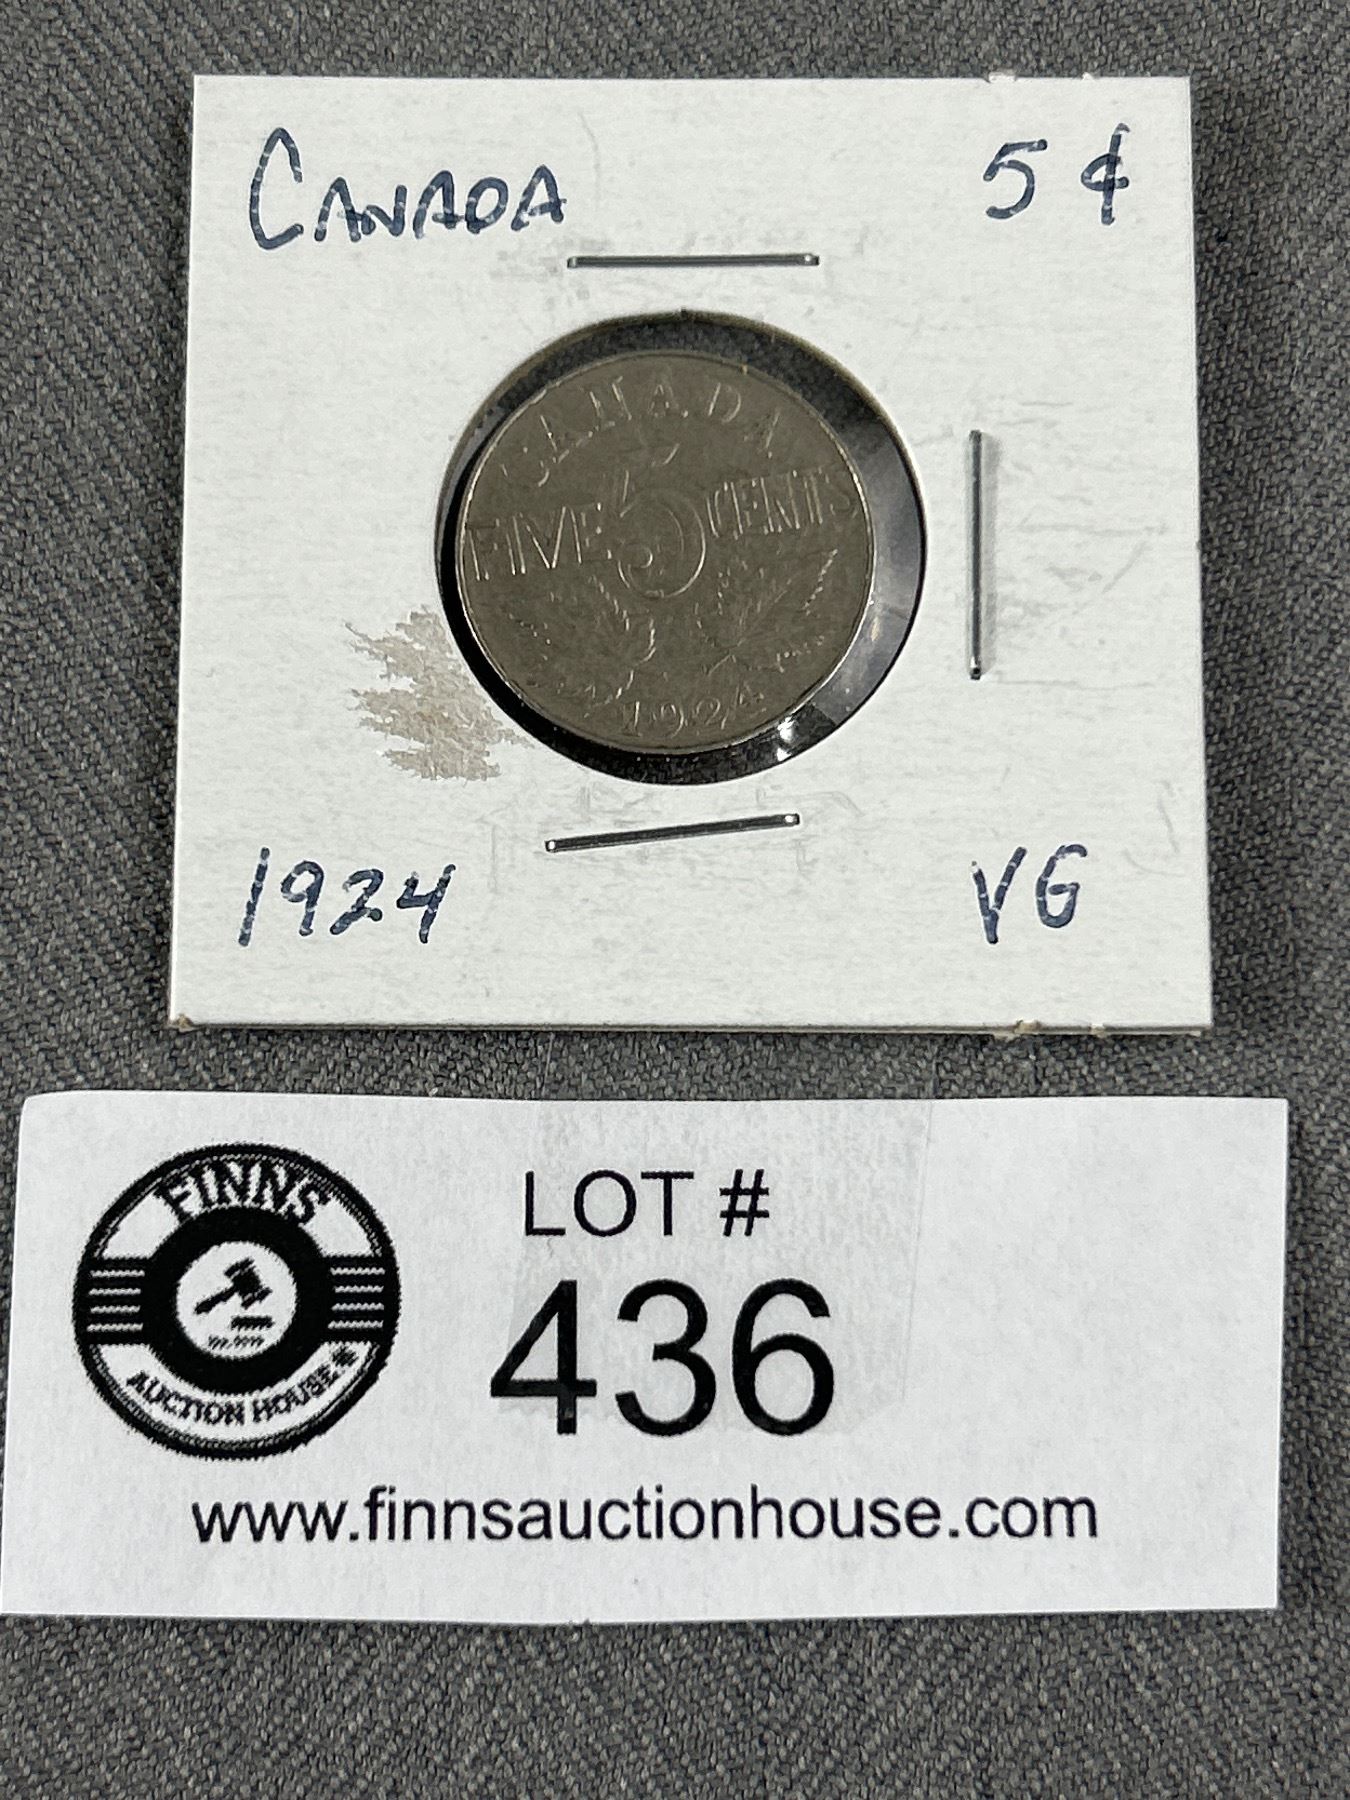 CANADA 5¢
CANADA
FIVE 5 CENTS
1924
1924 VG
FINNS
AUCTION HOUSE
LOT #
436
www.finnsauctionhouse.com